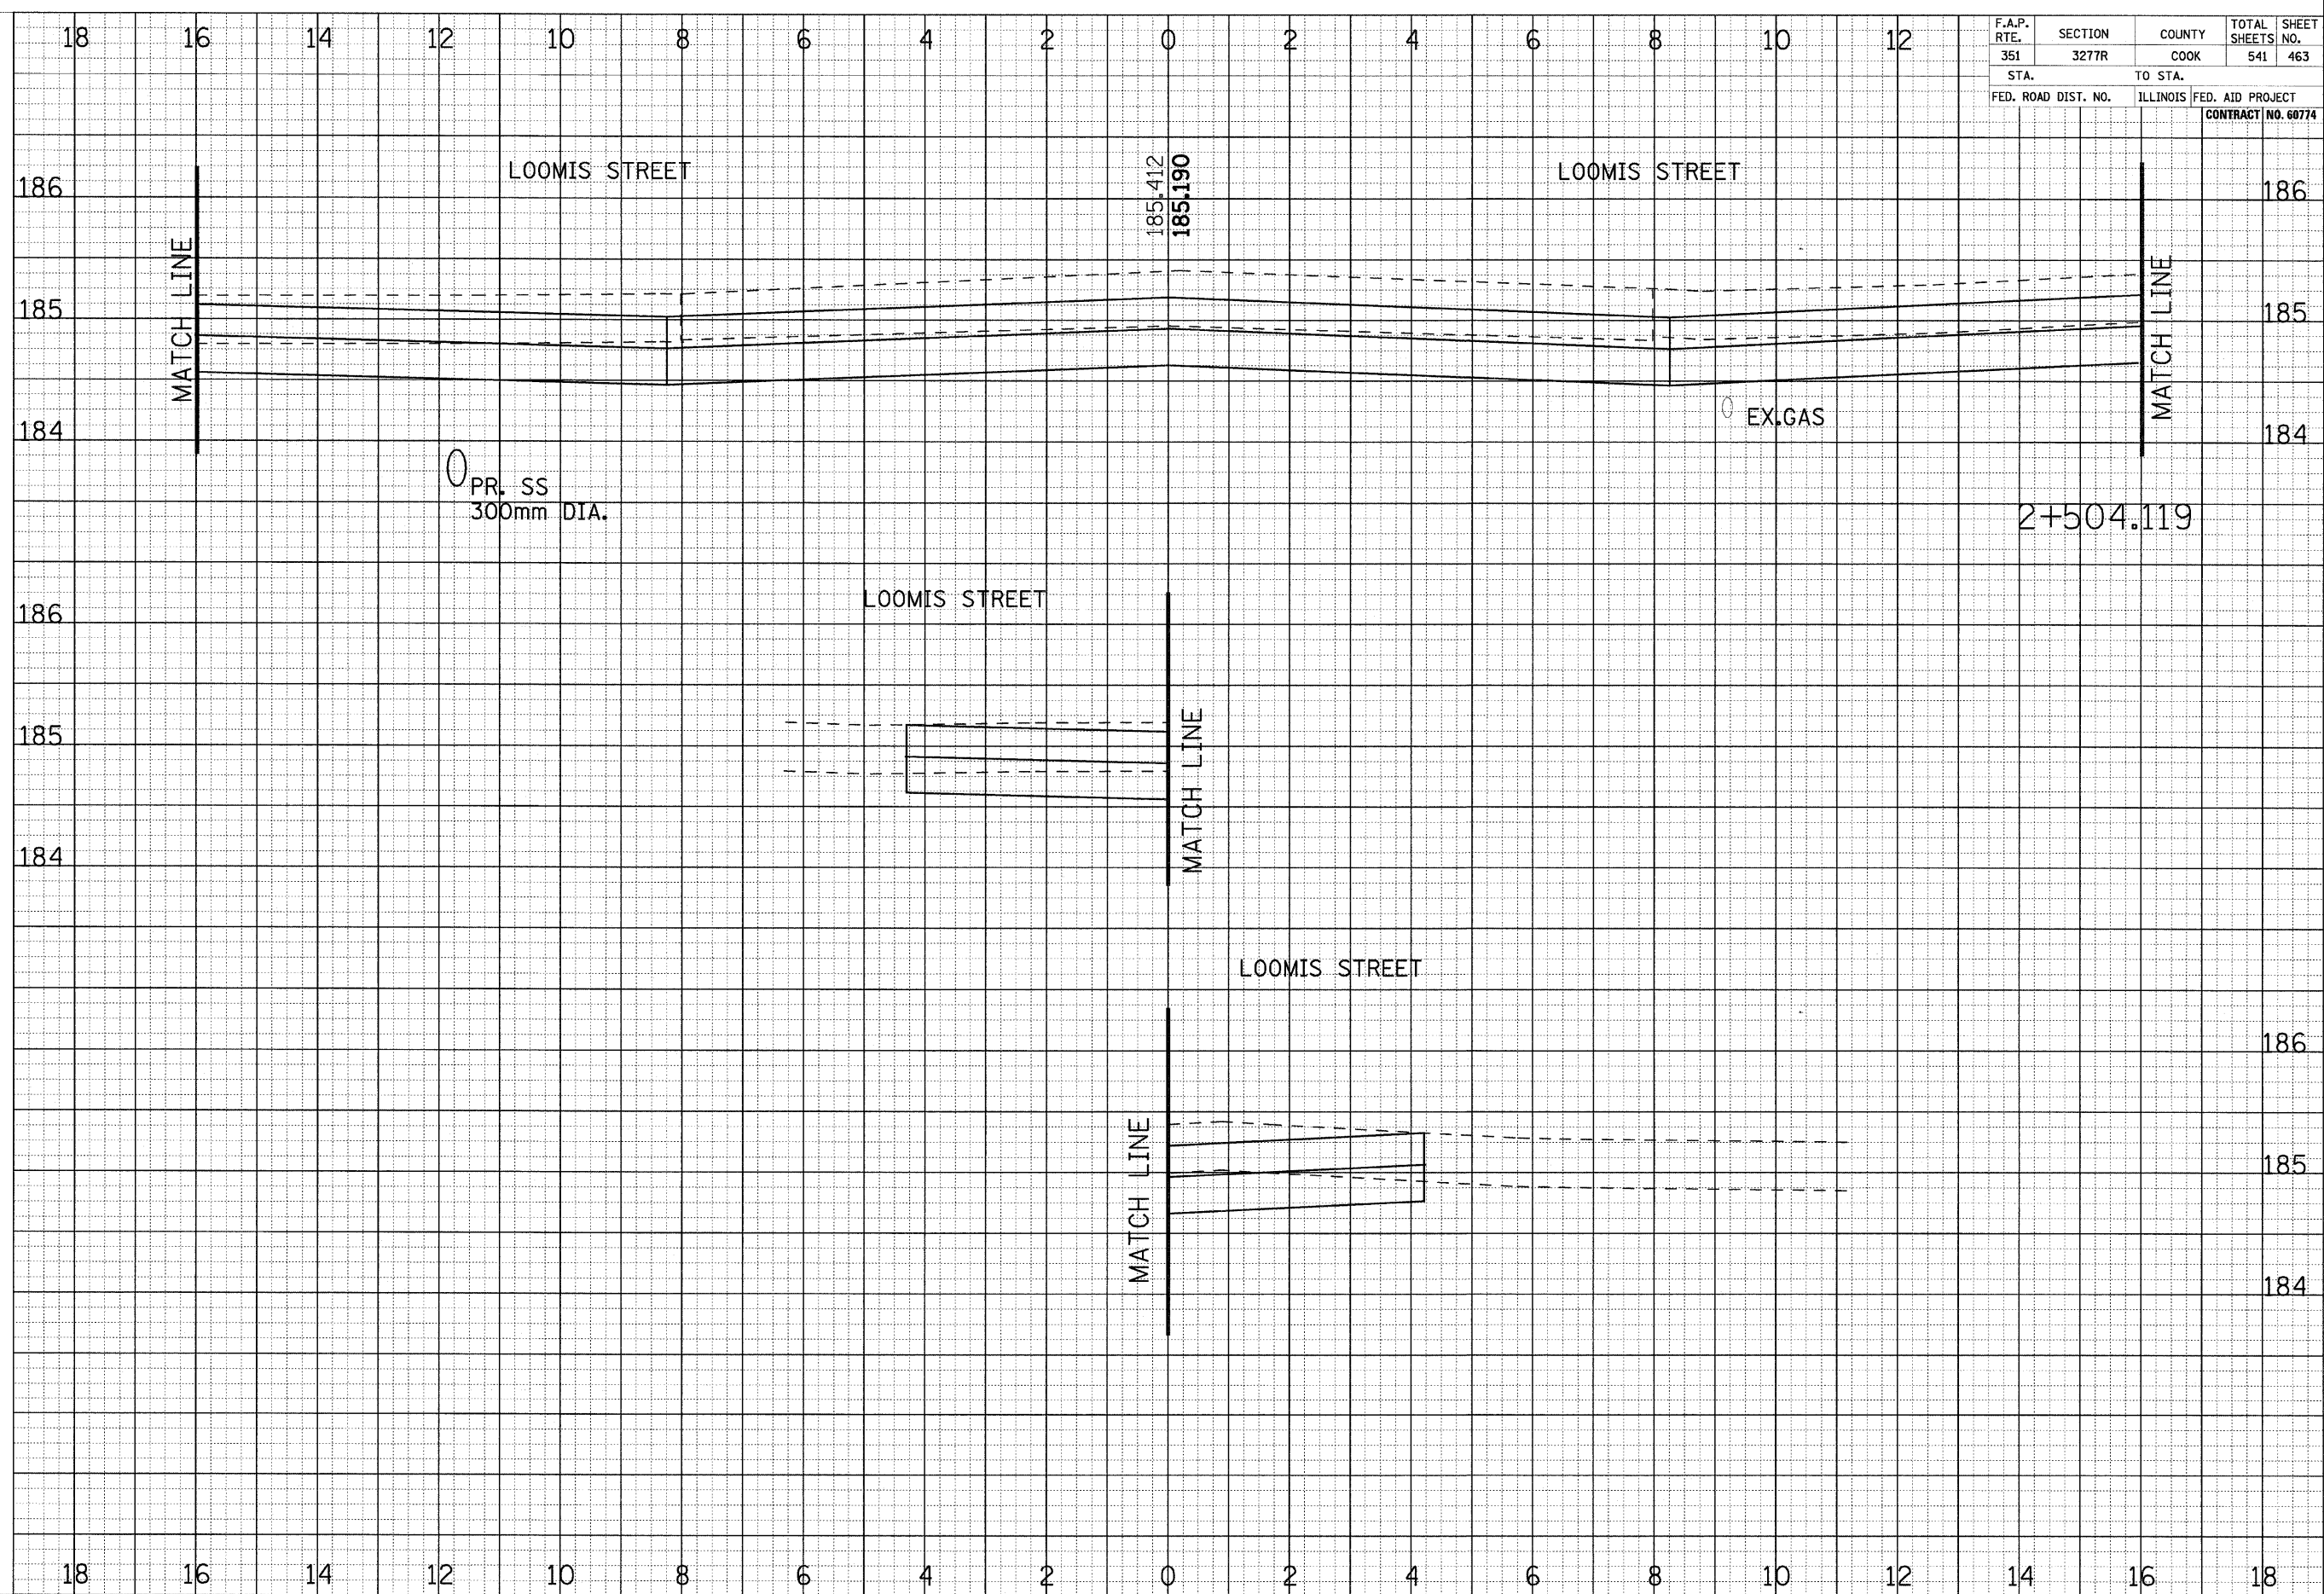 18 16 14 12 10 8 6 4 2 0 2 4 6 8 10 12
F.A.P. RTE. SECTION COUNTY TOTAL SHEETS SHEET NO.
351 3277R COOK 541 463
STA. TO STA.
FED. ROAD DIST. NO. ILLINOIS FED. AID PROJECT
CONTRACT NO. 60774
LOOMIS STREET
185.412
185.190
LOOMIS STREET
186
186
MATCH LINE
MATCH LINE
185
185
184
184
EX.GAS
PR. SS
300mm DIA.
2+504.119
LOOMIS STREET
186
185
MATCH LINE
184
LOOMIS STREET
186
MATCH LINE
185
184
18 16 14 12 10 8 6 4 2 0 2 4 6 8 10 12 14 16 18